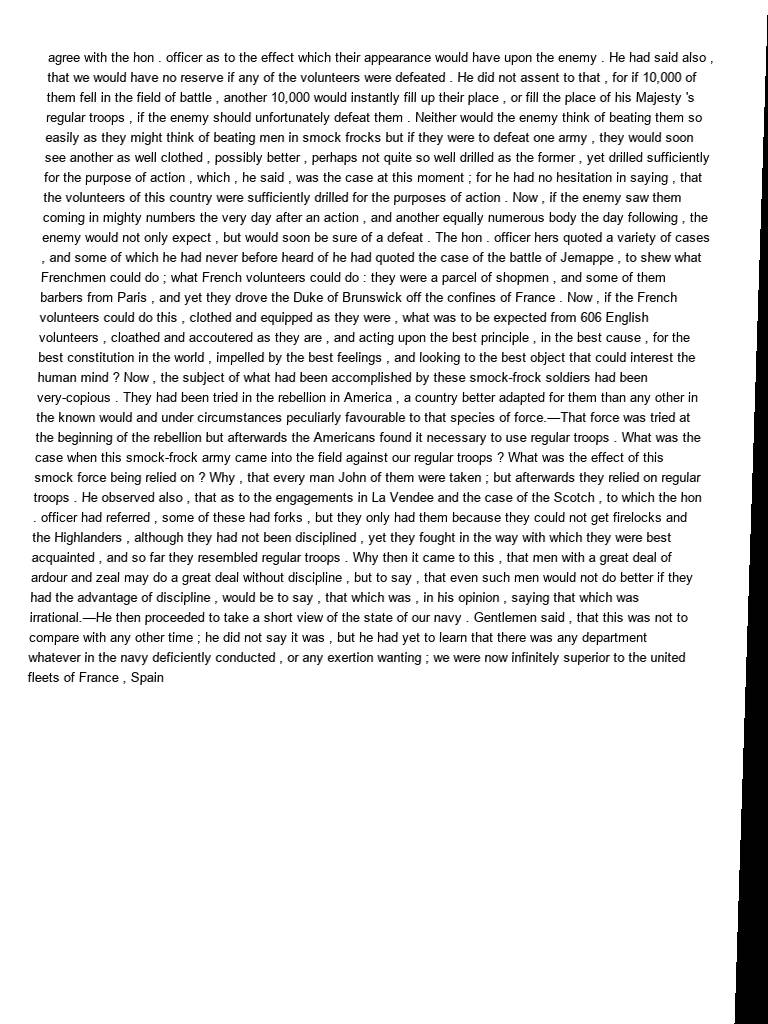 agree with the hon . officer as to the effect which their appearance would have upon the enemy . He had said also ,
that we would have no reserve if any of the volunteers were defeated . He did not assent to that , for if 10,000 of
them fell in the field of battle , another 10,000 would instantly fill up their place , or fill the place of his Majesty 's
regular troops , if the enemy should unfortunately defeat them . Neither would the enemy think of beating them so
easily as they might think of beating men in smock frocks but if they were to defeat one army , they would soon
see another as well clothed , possibly better , perhaps not quite so well drilled as the former , yet drilled sufficiently
for the purpose of action , which , he said , was the case at this moment ; for he had no hesitation in saying , that
the volunteers of this country were sufficiently drilled for the purposes of action . Now , if the enemy saw them
coming in mighty numbers the very day after an action , and another equally numerous body the day following , the
enemy would not only expect , but would soon be sure of a defeat . The hon . officer hers quoted a variety of cases
, and some of which he had never before heard of he had quoted the case of the battle of Jemappe , to shew what
Frenchmen could do ; what French volunteers could do : they were a parcel of shopmen , and some of them
barbers from Paris , and yet they drove the Duke of Brunswick off the confines of France . Now , if the French
volunteers could do this , clothed and equipped as they were , what was to be expected from 606 English
volunteers , cloathed and accoutered as they are , and acting upon the best principle , in the best cause , for the
best constitution in the world , impelled by the best feelings , and looking to the best object that could interest the
human mind ? Now , the subject of what had been accomplished by these smock-frock soldiers had been
very-copious . They had been tried in the rebellion in America , a country better adapted for them than any other in
the known would and under circumstances peculiarly favourable to that species of force.—That force was tried at
the beginning of the rebellion but afterwards the Americans found it necessary to use regular troops . What was the
case when this smock-frock army came into the field against our regular troops ? What was the effect of this
smock force being relied on ? Why , that every man John of them were taken ; but afterwards they relied on regular
troops . He observed also , that as to the engagements in La Vendee and the case of the Scotch , to which the hon
. officer had referred , some of these had forks , but they only had them because they could not get firelocks and
the Highlanders , although they had not been disciplined , yet they fought in the way with which they were best
acquainted , and so far they resembled regular troops . Why then it came to this , that men with a great deal of
ardour and zeal may do a great deal without discipline , but to say , that even such men would not do better if they
had the advantage of discipline , would be to say , that which was , in his opinion , saying that which was
irrational.—He then proceeded to take a short view of the state of our navy . Gentlemen said , that this was not to
compare with any other time ; he did not say it was , but he had yet to learn that there was any department
whatever in the navy deficiently conducted , or any exertion wanting ; we were now infinitely superior to the united
fleets of France , Spain